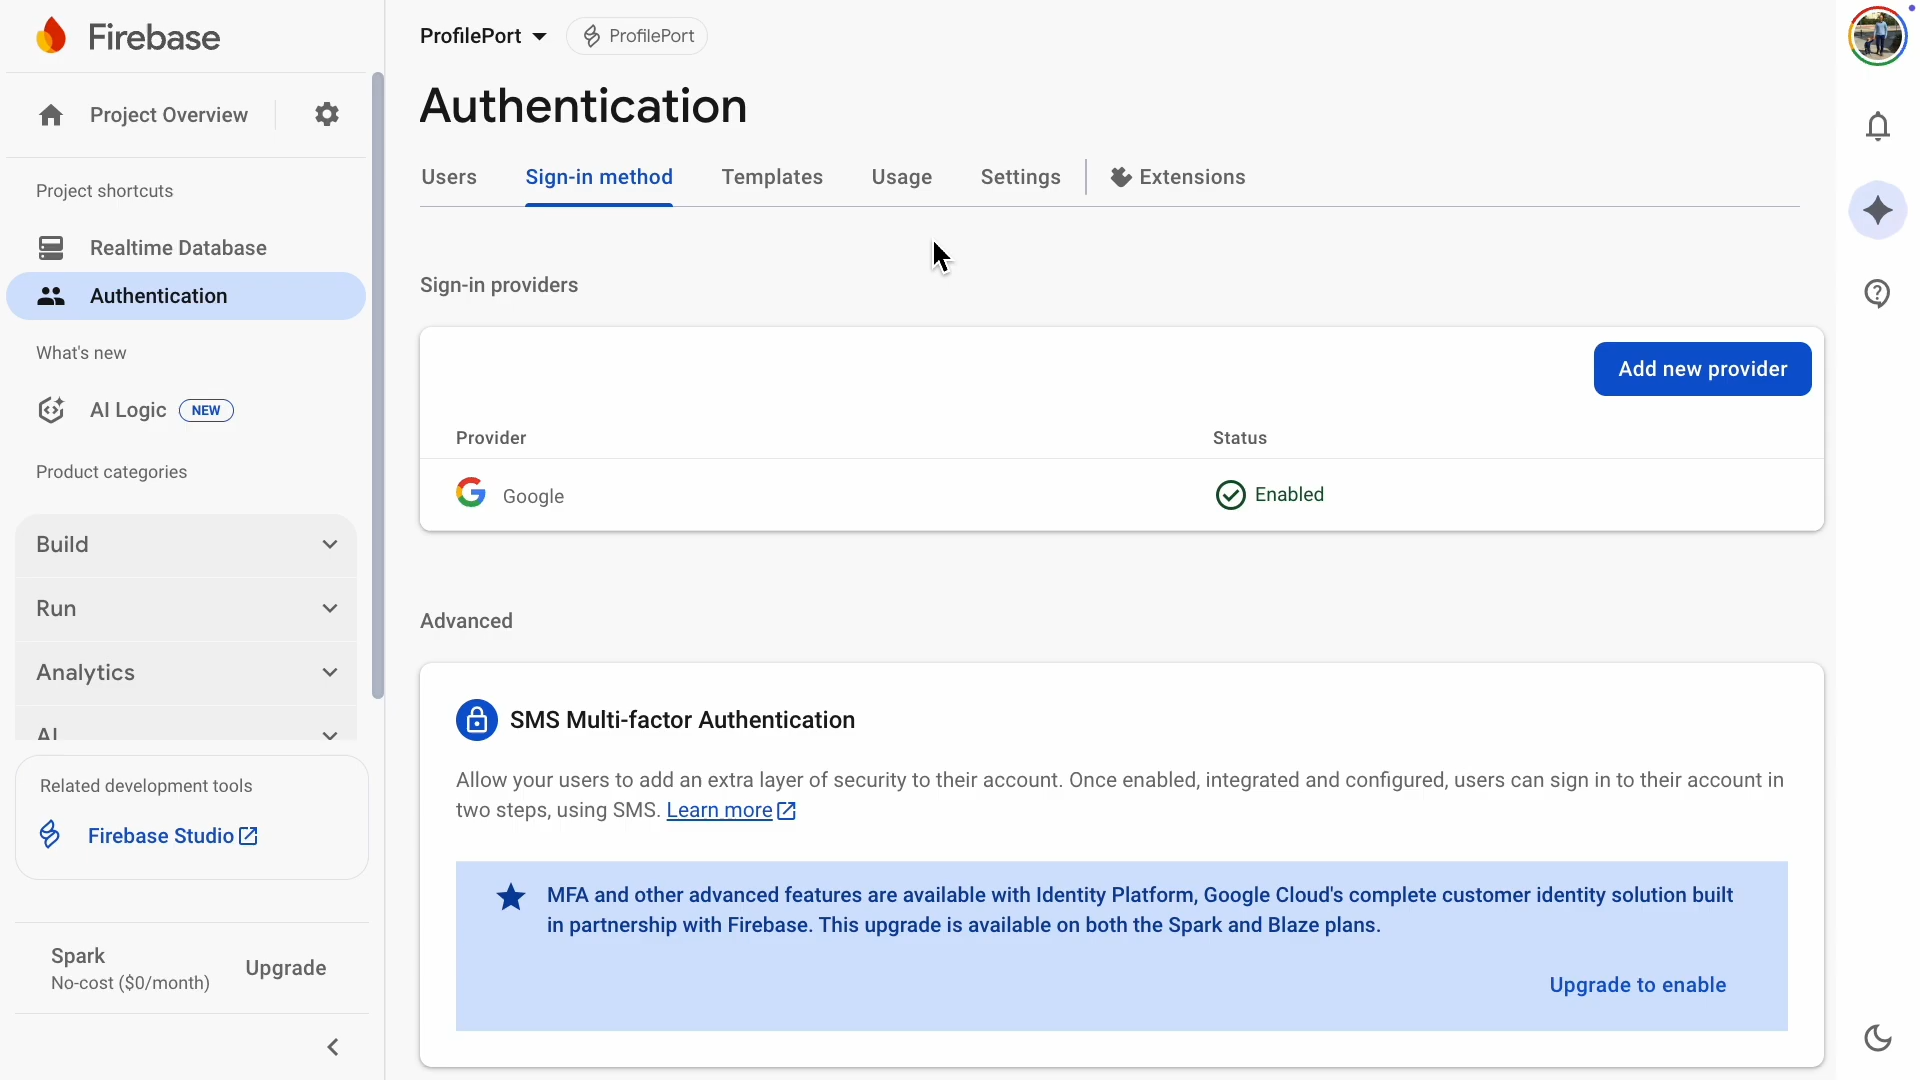 Firebase
Project Overview
Project shortcuts
Realtime Database
Authentication
What's new
AI Logic NEW
Product categories
Build
Run
Analytics
AI
Related development tools
Firebase Studio
Spark
No-cost ($0/month)
Upgrade
ProfilePort
ProfilePort
Authentication
Users
Sign-in method
Templates
Usage
Settings
Extensions
Sign-in providers
Add new provider
Provider
Status
Google
Enabled
Advanced
SMS Multi-factor Authentication
Allow your users to add an extra layer of security to their account. Once enabled, integrated and configured, users can sign in to their account in
two steps, using SMS. Learn more
MFA and other advanced features are available with Identity Platform, Google Cloud's complete customer identity solution built
in partnership with Firebase. This upgrade is available on both the Spark and Blaze plans.
Upgrade to enable